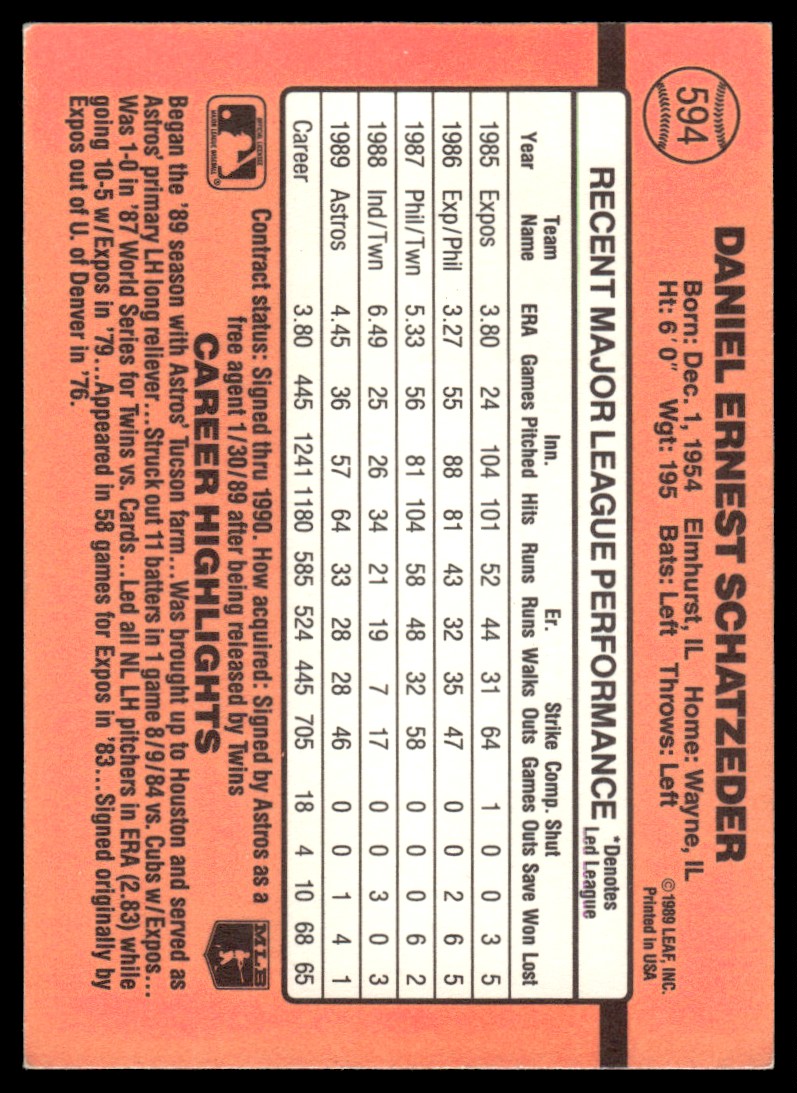 594
DANIEL ERNEST SCHATZEDER
Born: Dec. 1, 1954 Elmhurst, IL Home: Wayne, IL
Ht: 6'0" Wgt: 195 Bats: Left Throws: Left
©1989 LEAF, INC.
Printed in USA
RECENT MAJOR LEAGUE PERFORMANCE
*Denotes
Led League
Team Inn. Er. Strike Comp. Shut
Year Name ERA Games Pitched Hits Runs Runs Walks Outs Games Outs Save Won Lost
1985 Expos 3.80 24 104 101 52 44 31 64 1 0 0 3 5
1986 Exp/Phil 3.27 55 88 81 43 32 35 47 0 0 2 6 5
1987 Phil/Twn 5.33 56 81 104 58 48 32 58 0 0 0 6 2
1988 Ind/Twn 6.49 25 26 34 21 19 7 17 0 0 3 0 3
1989 Astros 4.45 36 57 64 33 28 28 46 0 0 1 4 1
Career 3.80 445 1241 1180 585 524 445 705 18 4 10 68 65
OFFICIAL LICENSEE
MAJOR LEAGUE BASEBALL®
Contract status: Signed thru 1990. How acquired: Signed by Astros as a
free agent 1/30/89 after being released by Twins
MLB
CAREER HIGHLIGHTS
Began the '89 season with Astros' Tucson farm...Was brought up to Houston and served as
Astros' primary LH long reliever...Struck out 11 batters in 1 game 8/9/84 vs. Cubs w/Expos...
Was 1-0 in '87 World Series for Twins vs. Cards...Led all NL LH pitchers in ERA (2.83) while
going 10-5 w/Expos in '79...Appeared in 58 games for Expos in '83...Signed originally by
Expos out of U. of Denver in '76.